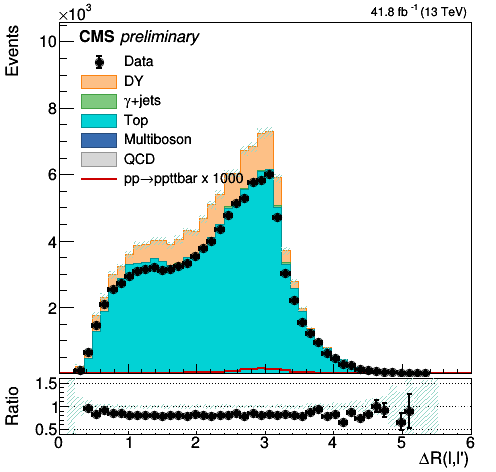 ×10³
41.8 fb⁻¹ (13 TeV)
CMS preliminary
Data
DY
γ+jets
Top
Multiboson
QCD
pp→ppttbar x 1000
Events
10
8
6
4
2
Ratio
1.5
1
0.5
0 1 2 3 4 5 6
ΔR(l,l')